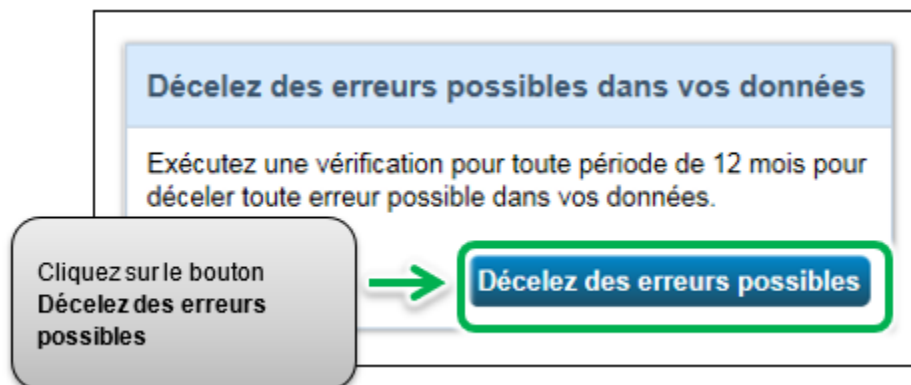 Décelez des erreurs possibles dans vos données
Exécutez une vérification pour toute période de 12 mois pour
déceler toute erreur possible dans vos données.
Cliquez sur le bouton
Décelez des erreurs
possibles
Décelez des erreurs possibles